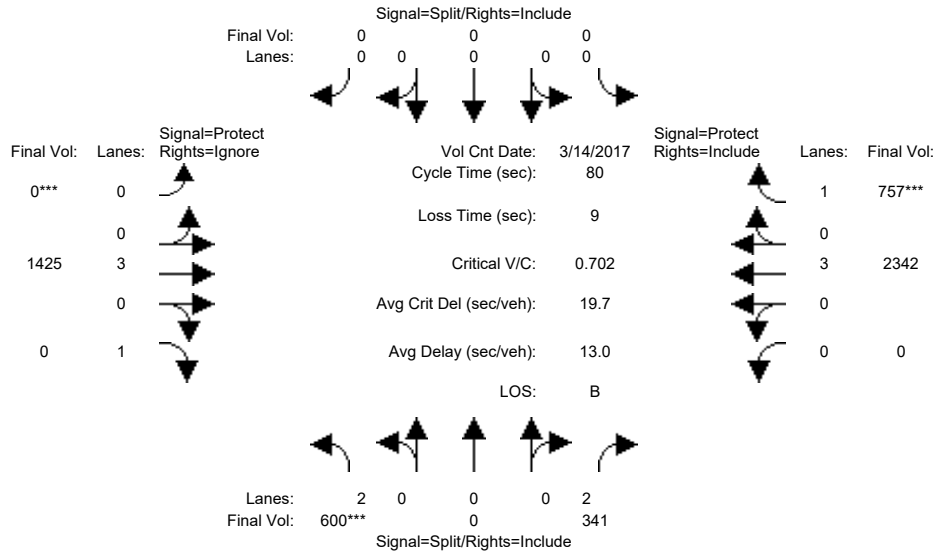 Signal=Split/Rights=Include
Final Vol: 0 0 0
Lanes: 0 0 0 0 0
Signal=Protect Signal=Protect
Final Vol: Lanes: Rights=Ignore Vol Cnt Date: 3/14/2017 Rights=Include Lanes: Final Vol:
Cycle Time (sec): 80
0*** 0 1 757***
Loss Time (sec): 9
0 0
1425 3 Critical V/C: 0.702 3 2342
0 Avg Crit Del (sec/veh): 19.7 0
0 1 Avg Delay (sec/veh): 13.0 0 0
LOS: B
Lanes: 2 0 0 0 2
Final Vol: 600*** 0 341
Signal=Split/Rights=Include